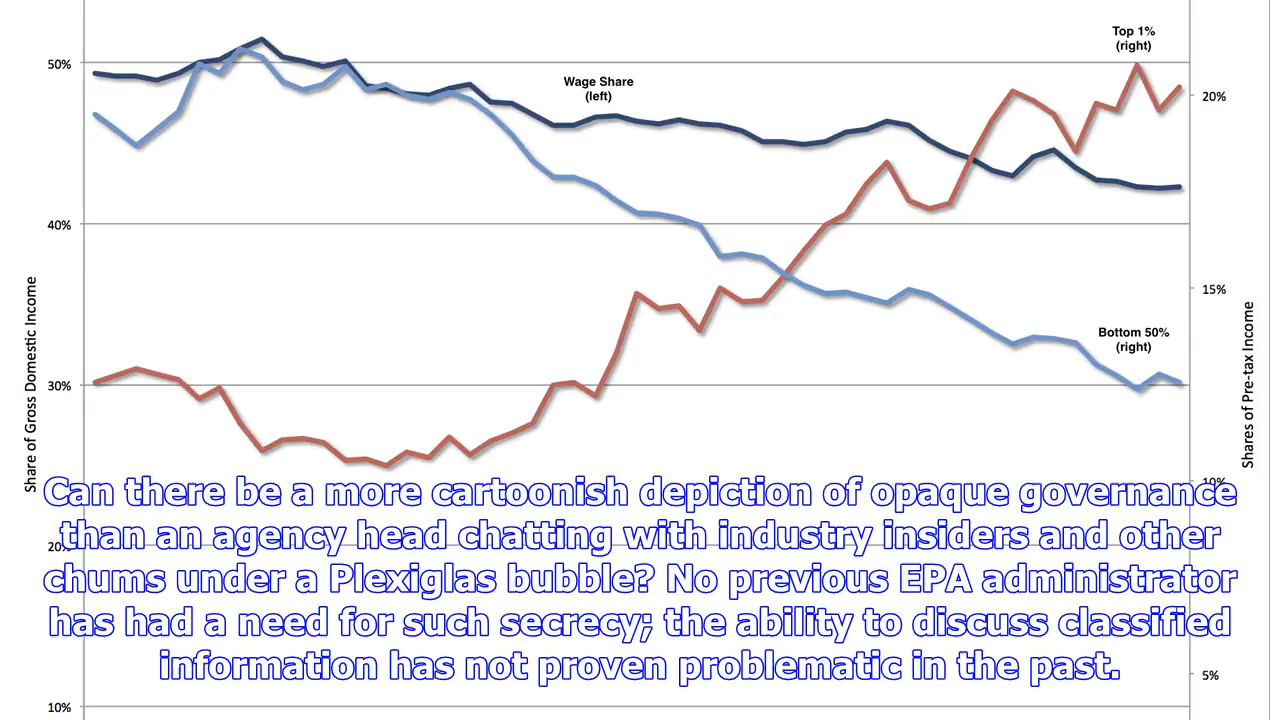 50%
40%
30%
20%
10%
Share of Gross Domestic Income
Wage Share
(left)
Top 1%
(right)
Bottom 50%
(right)
20%
15%
10%
5%
Shares of Pre-tax Income
Can there be a more cartoonish depiction of opaque governance
than an agency head chatting with industry insiders and other
chums under a Plexiglas bubble? No previous EPA administrator
has had a need for such secrecy; the ability to discuss classified
information has not proven problematic in the past.